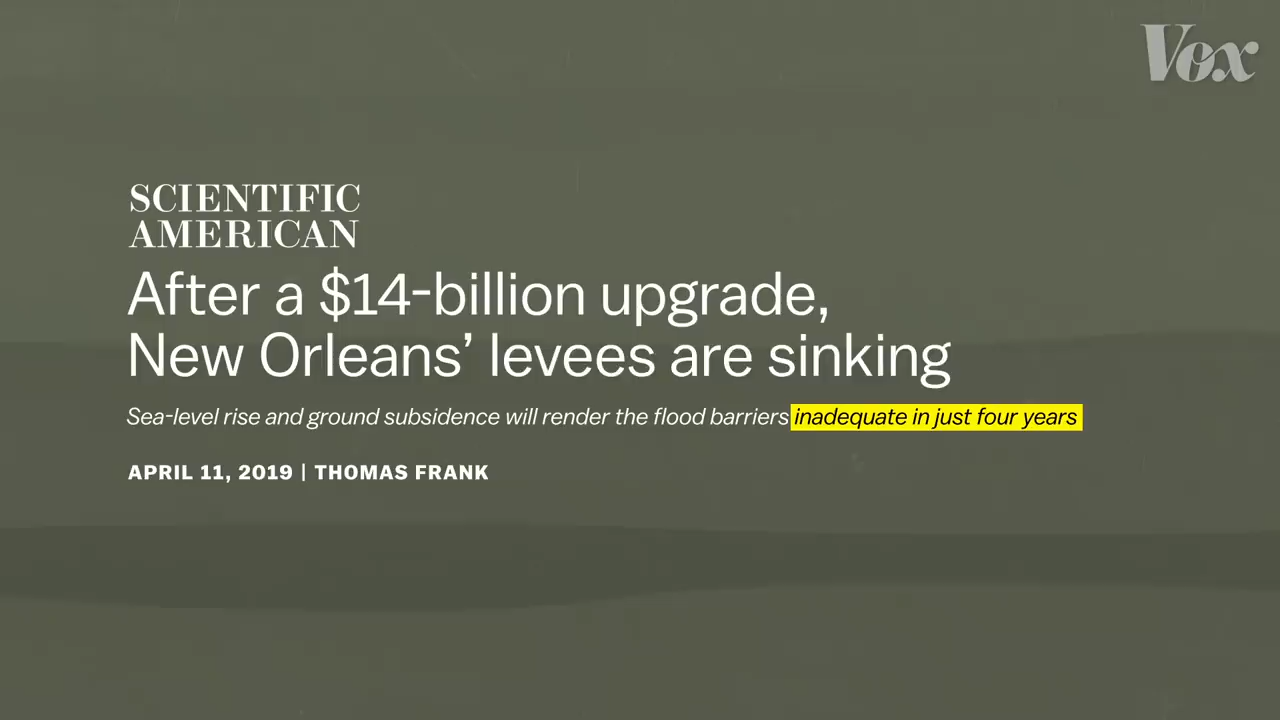 Vox
SCIENTIFIC
AMERICAN
After a $14-billion upgrade,
New Orleans’ levees are sinking
Sea-level rise and ground subsidence will render the flood barriers inadequate in just four years
APRIL 11, 2019 | THOMAS FRANK